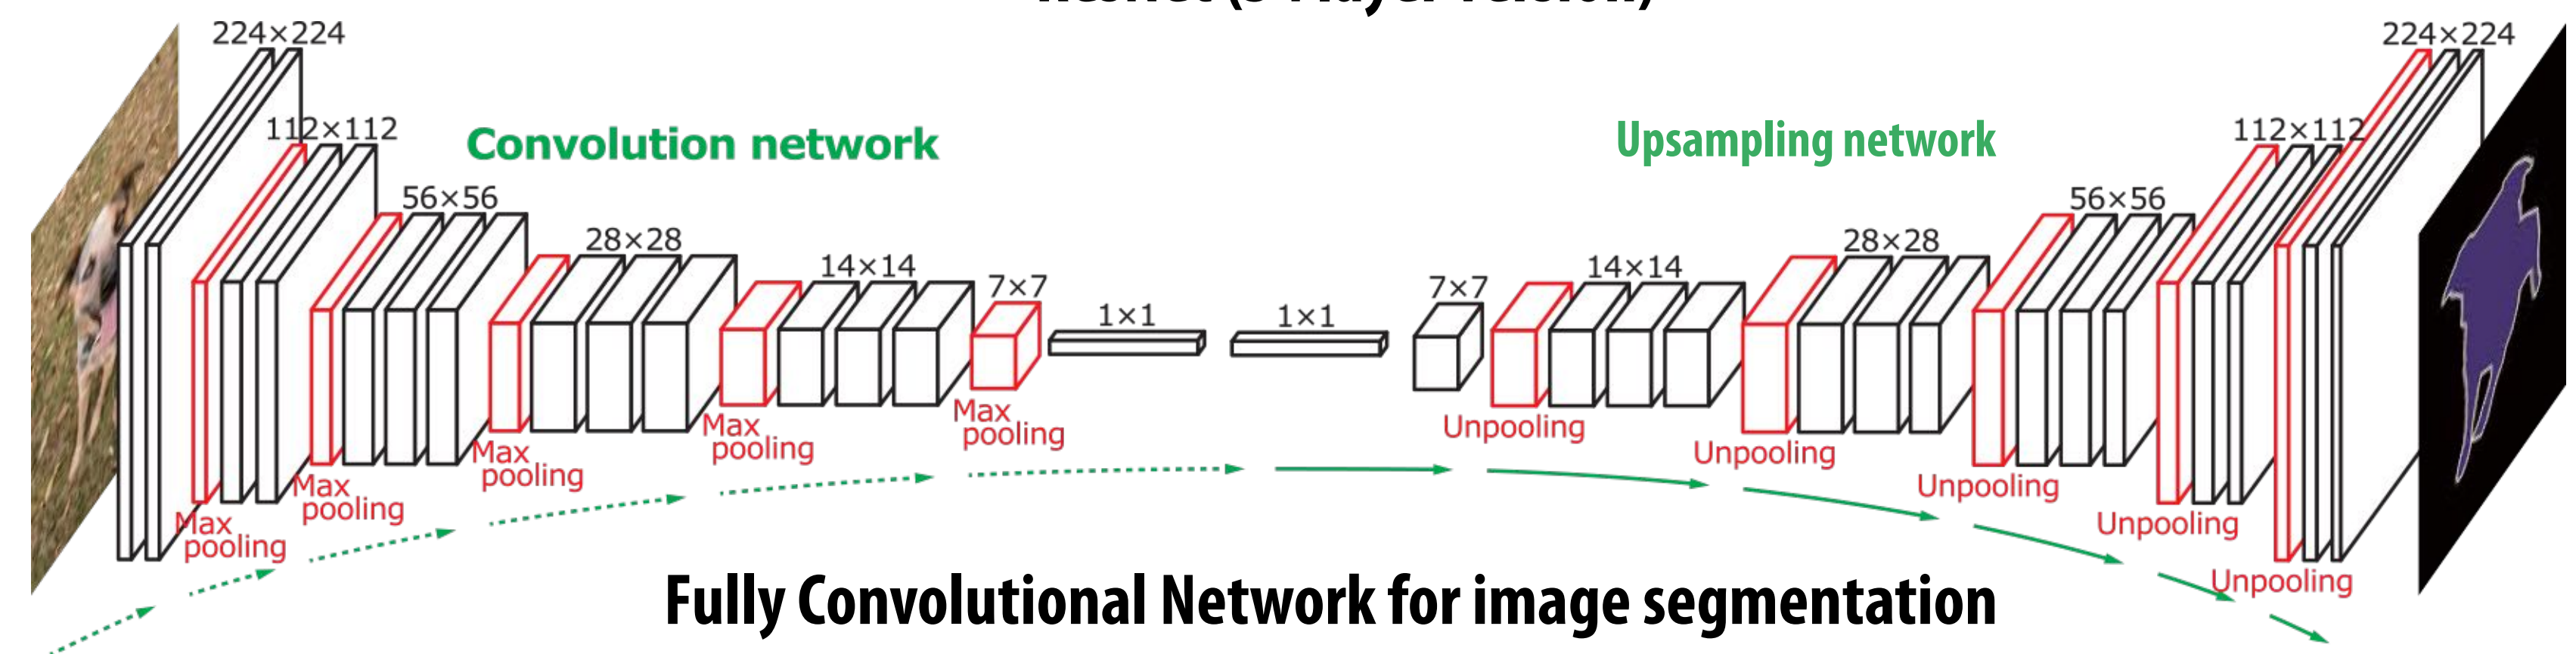 224×224
112×112
Convolution network
56×56
28×28
14×14
7×7
1×1
1×1
7×7
14×14
28×28
Upsampling network
56×56
112×112
224×224
Max
pooling
Max
pooling
Max
pooling
Max
pooling
Max
pooling
Unpooling
Unpooling
Unpooling
Unpooling
Unpooling
Fully Convolutional Network for image segmentation